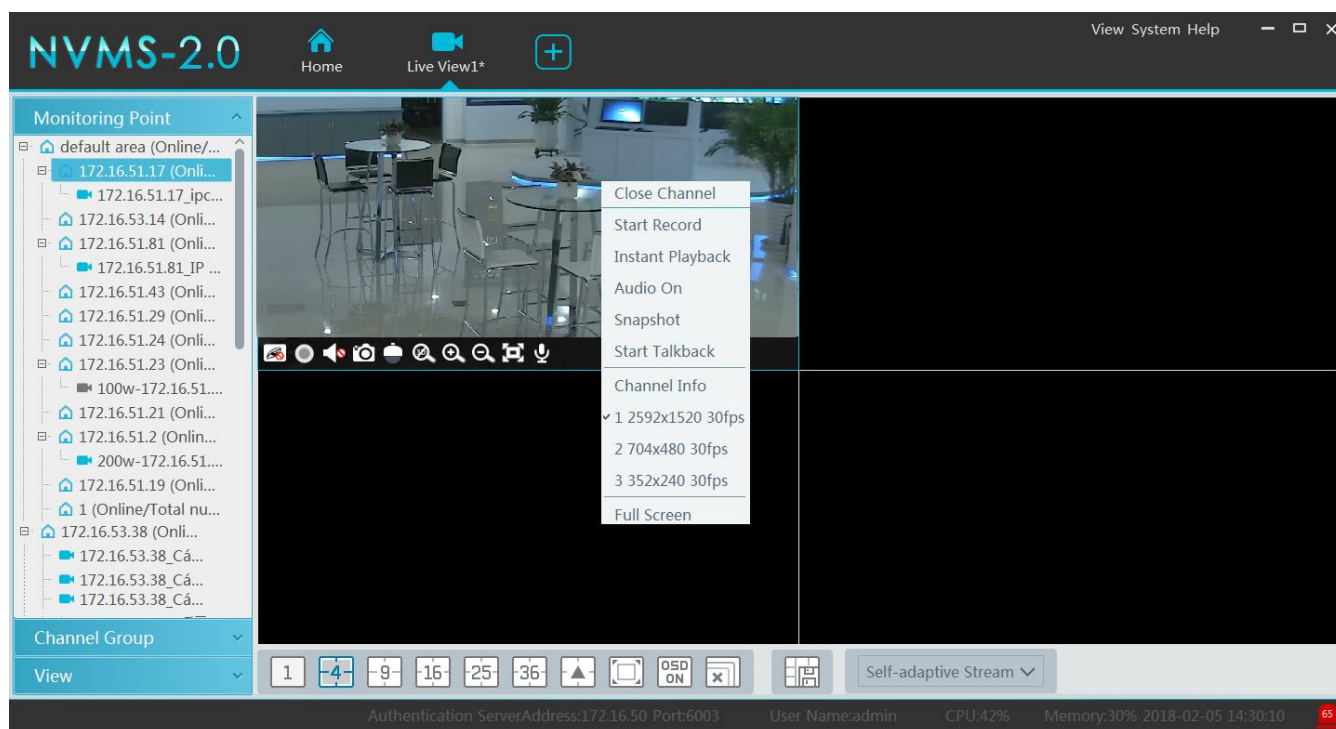 NVMS-2.0
Home
Live View1*
View System Help
Monitoring Point
default area (Online/...
172.16.51.17 (Onli...
172.16.51.17_ipc...
172.16.53.14 (Onli...
172.16.51.81 (Onli...
172.16.51.81_IP ...
172.16.51.43 (Onli...
172.16.51.29 (Onli...
172.16.51.24 (Onli...
172.16.51.23 (Onli...
100w-172.16.51....
172.16.51.21 (Onli...
172.16.51.2 (Onlin...
200w-172.16.51....
172.16.51.19 (Onli...
1 (Online/Total nu...
172.16.53.38 (Onli...
172.16.53.38_Cá...
172.16.53.38_Cá...
172.16.53.38_Cá...
Channel Group
View
Close Channel
Start Record
Instant Playback
Audio On
Snapshot
Start Talkback
Channel Info
1 2592x1520 30fps
2 704x480 30fps
3 352x240 30fps
Full Screen
1 4 9 16 25 36 OSD ON
Self-adaptive Stream
Authentication ServerAddress:172.16.50 Port:6003 User Name:admin CPU:42% Memory:30% 2018-02-05 14:30:10 65